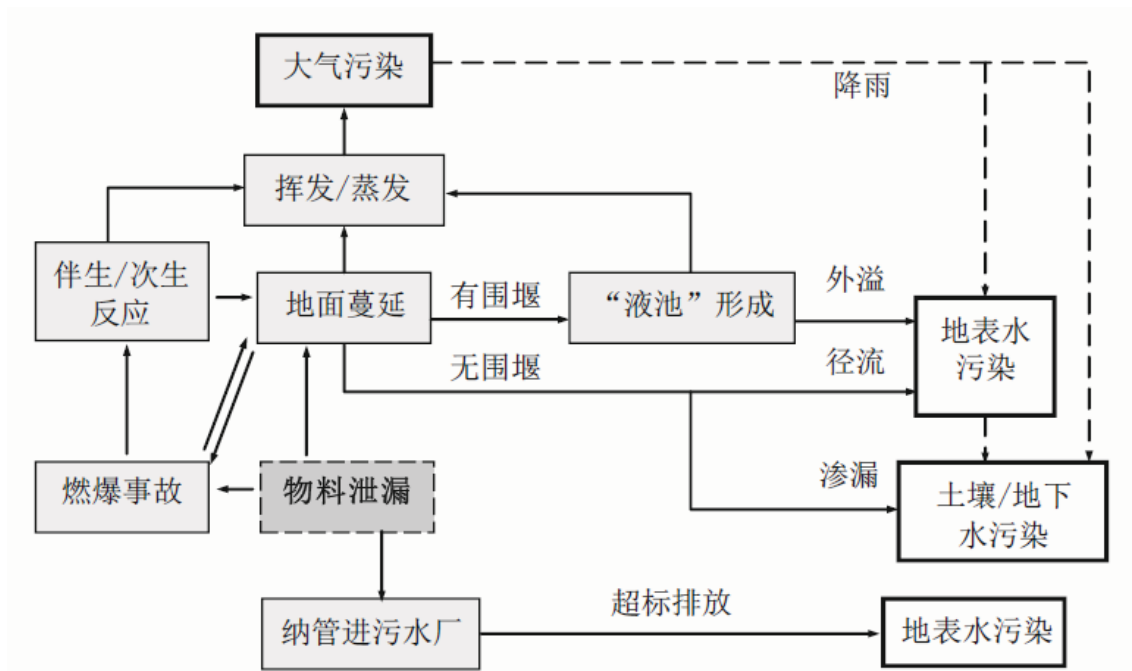 大气污染
降雨
挥发/蒸发
伴生/次生
反应
地面蔓延
有围堰
“液池”形成
外溢
地表水
污染
无围堰
径流
燃爆事故
物料泄漏
渗漏
土壤/地下
水污染
纳管进污水厂
超标排放
地表水污染